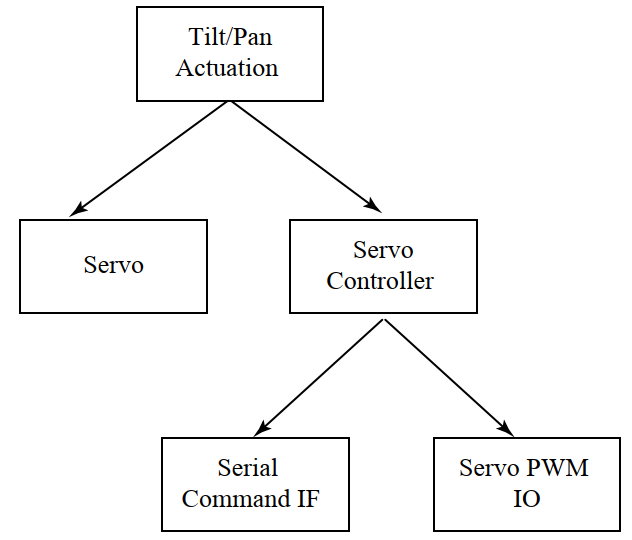 Tilt/Pan
Actuation
Servo
Servo
Controller
Serial
Command IF
Servo PWM
IO